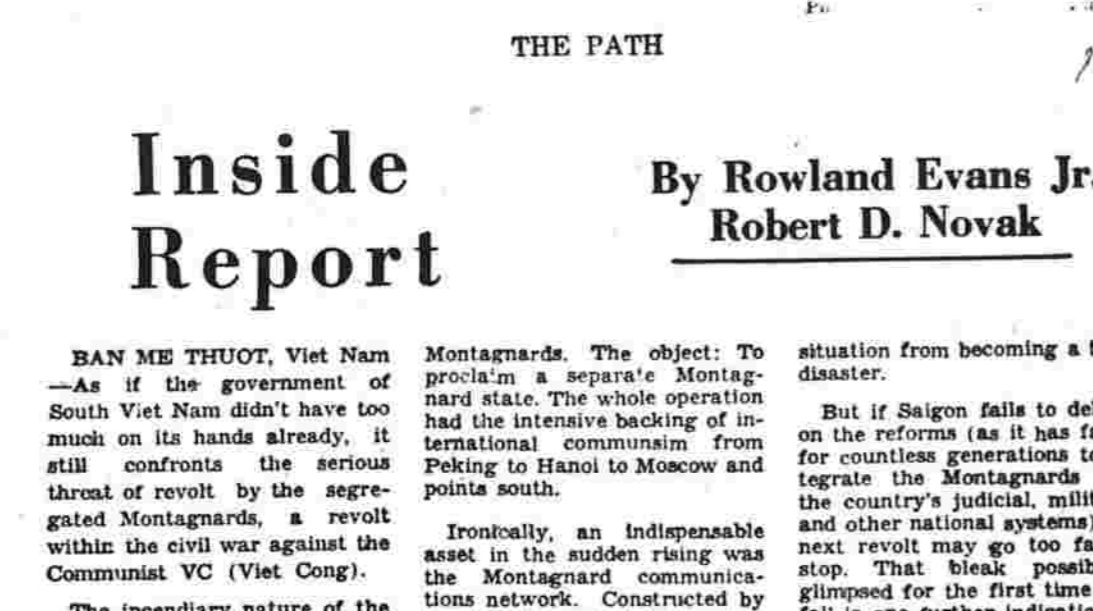 THE PATH
Inside
Report
By Rowland Evans Jr.
Robert D. Novak
BAN ME THUOT, Viet Nam
—As if the government of
South Viet Nam didn't have too
much on its hands already, it
still confronts the serious
threat of revolt by the segre-
gated Montagnards, a revolt
within the civil war against the
Communist VC (Viet Cong).
The incendiary nature of the
Montagnards. The object: To
proclaim a separate Montag-
nard state. The whole operation
had the intensive backing of in-
ternational communsim from
Peking to Hanoi to Moscow and
points south.
Ironically, an indispensable
asset in the sudden rising was
the Montagnard communica-
tions network. Constructed by
situation from becoming a
disaster.
But if Saigon fails to
on the reforms (as it has
for countless generations
tegrate the Montagnards
the country's judicial,
and other national systems)
next revolt may go too
stop. That bleak
glimpsed for the first time